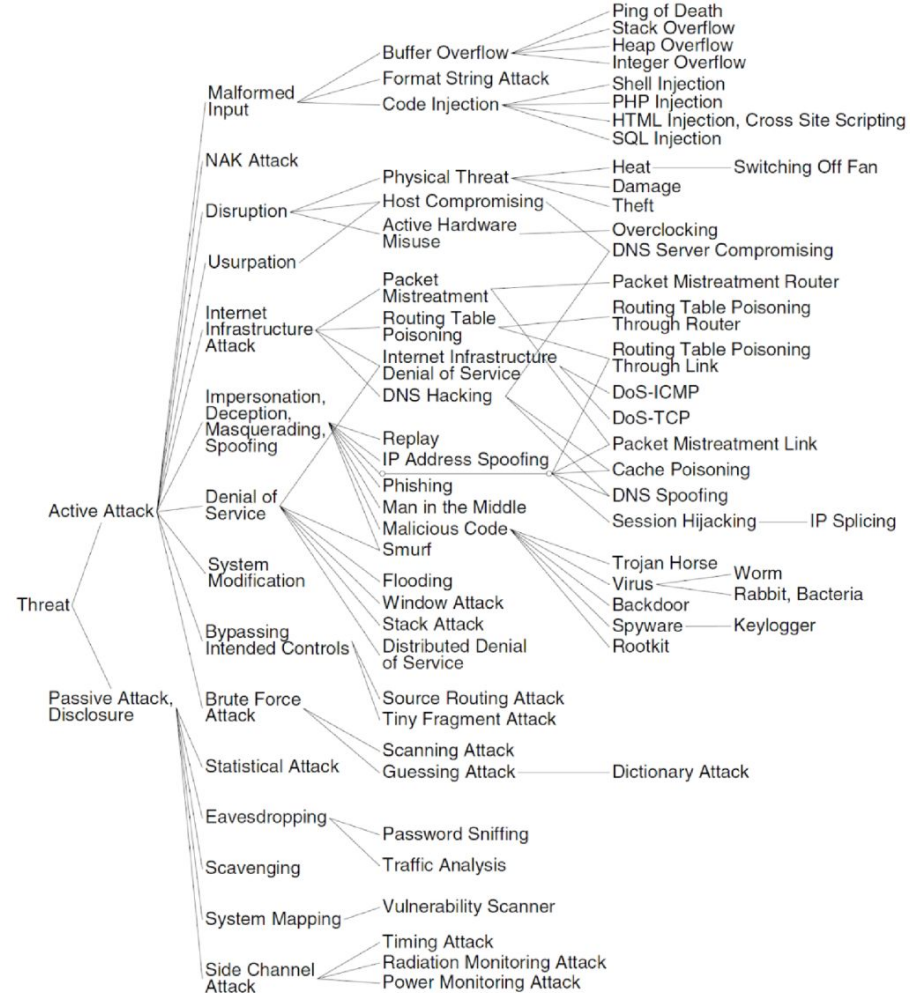 Threat
Active Attack
Passive Attack,
Disclosure
Malformed
Input
NAK Attack
Disruption
Usurpation
Internet
Infrastructure
Attack
Impersonation,
Deception,
Masquerading,
Spoofing
Denial of
Service
System
Modification
Bypassing
Intended Controls
Brute Force
Attack
Statistical Attack
Eavesdropping
Scavenging
System Mapping
Side Channel
Attack
Buffer Overflow
Format String Attack
Code Injection
Physical Threat
Host Compromising
Active Hardware
Misuse
Packet
Mistreatment
Routing Table
Poisoning
Internet Infrastructure
Denial of Service
DNS Hacking
Replay
IP Address Spoofing
Phishing
Man in the Middle
Malicious Code
Smurf
Flooding
Window Attack
Stack Attack
Distributed Denial
of Service
Source Routing Attack
Tiny Fragment Attack
Scanning Attack
Guessing Attack
Password Sniffing
Traffic Analysis
Vulnerability Scanner
Timing Attack
Radiation Monitoring Attack
Power Monitoring Attack
Ping of Death
Stack Overflow
Heap Overflow
Integer Overflow
Shell Injection
PHP Injection
HTML Injection, Cross Site Scripting
SQL Injection
Heat
Damage
Theft
Overclocking
DNS Server Compromising
Packet Mistreatment Router
Routing Table Poisoning
Through Router
Routing Table Poisoning
Through Link
DoS-ICMP
DoS-TCP
Packet Mistreatment Link
Cache Poisoning
DNS Spoofing
Session Hijacking
Trojan Horse
Virus
Backdoor
Spyware
Rootkit
Dictionary Attack
Switching Off Fan
IP Splicing
Worm
Rabbit, Bacteria
Keylogger